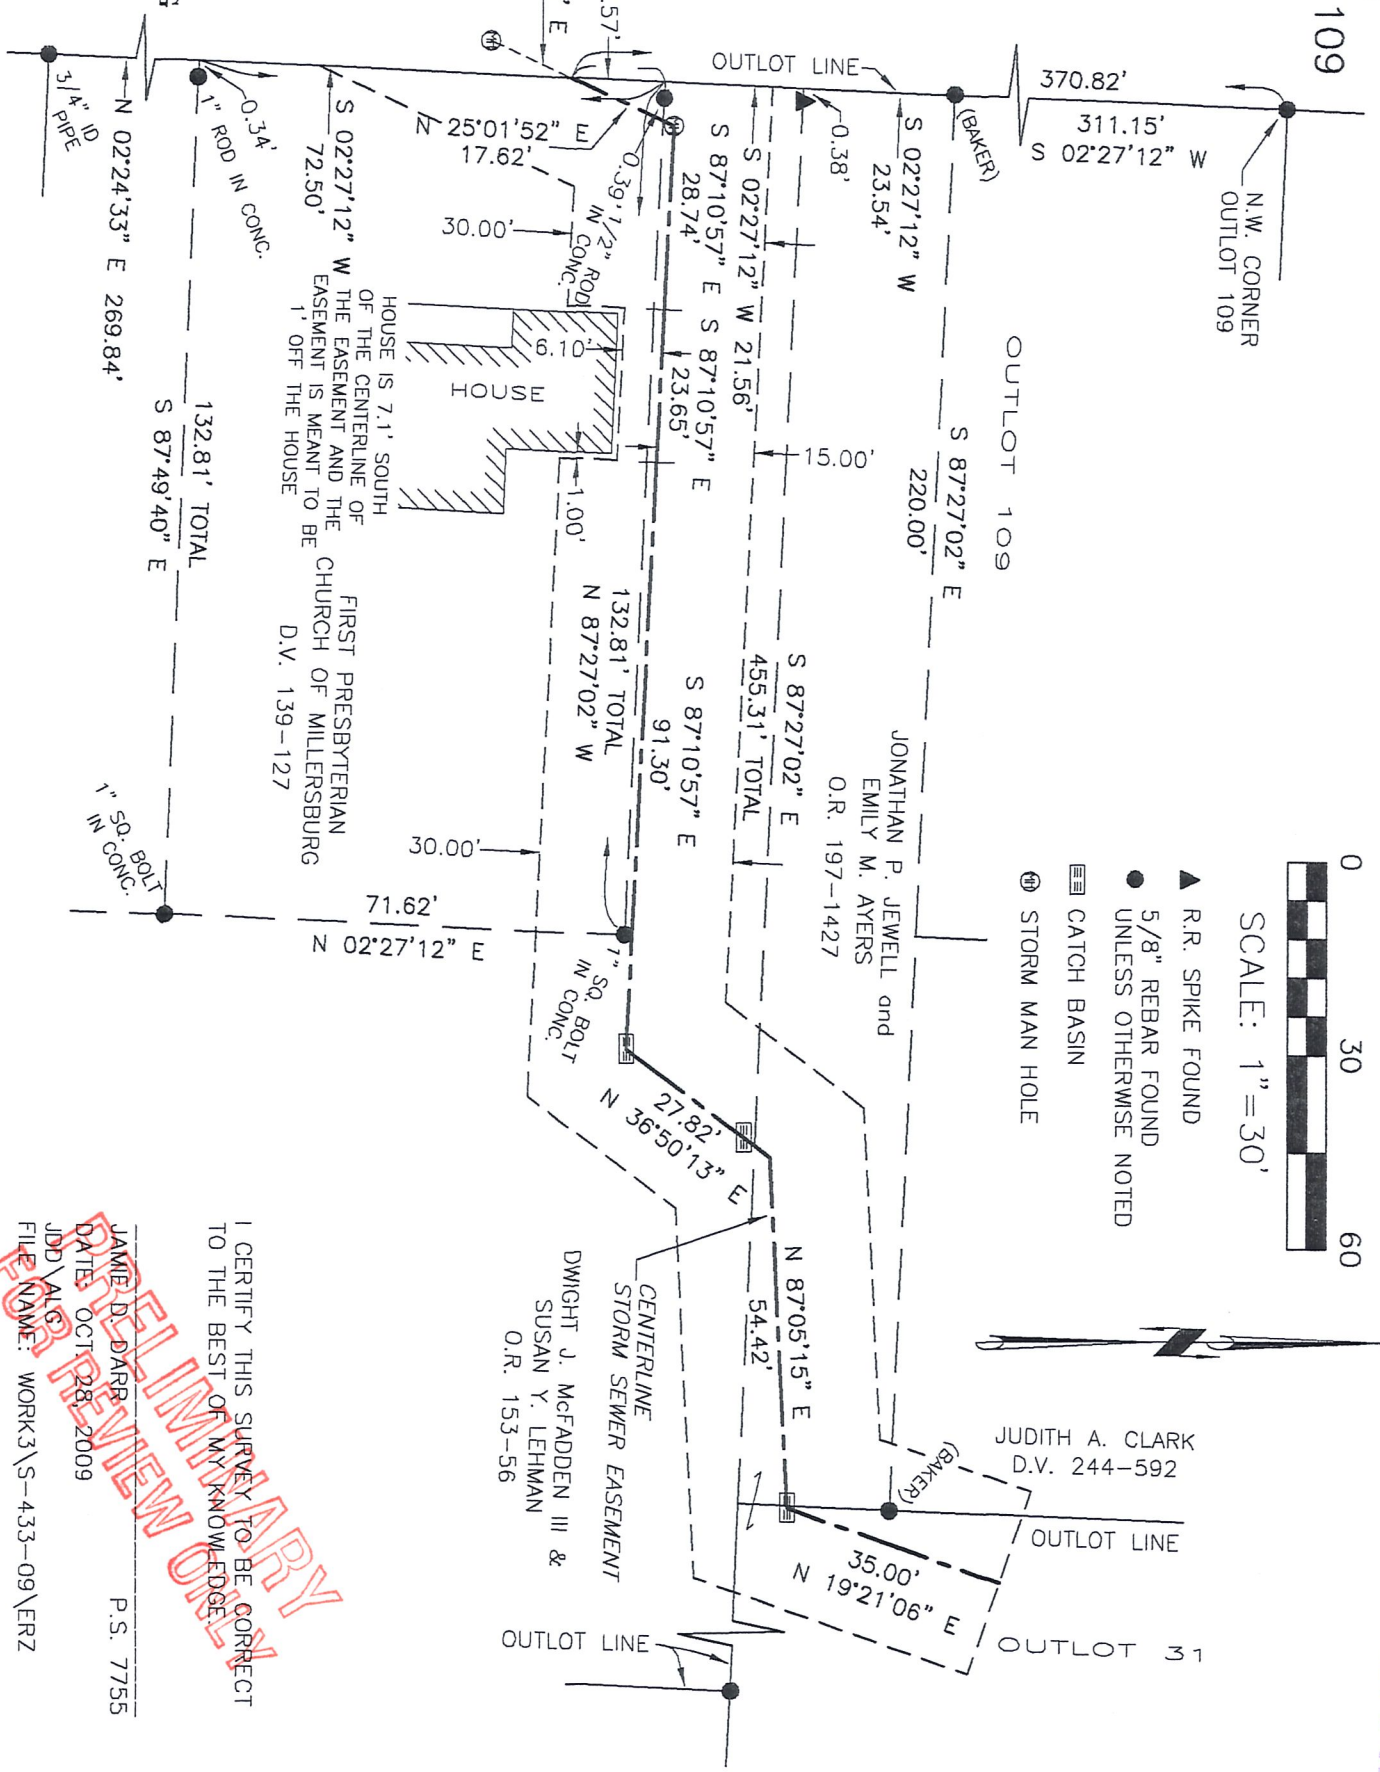 109
370.82'
311.15'
S 02°27'12" W
N.W. CORNER
OUTLOT 109
OUTLOT LINE
(BAKER)
S 02°27'12" W
23.54'
0.38'
S 02°27'12" W 21.56'
S 87°10'57" E
28.74'
S 87°10'57" E
23.65'
.57'
" E
N 25°01'52" E
17.62'
0.39'
1/2" ROD
IN CONC.
30.00'
S 02°27'12" W
72.50'
0.34'
1" ROD IN CONC.
3/4" ID
PIPE
N 02°24'33" E 269.84'
HOUSE IS 7.1' SOUTH
OF THE CENTERLINE OF
THE EASEMENT AND THE
EASEMENT IS MEANT TO BE
1' OFF THE HOUSE
6.10'
HOUSE
1.00'
15.00'
OUTLOT 109
S 87°27'02" E
220.00'
S 87°27'02" E
455.31' TOTAL
S 87°10'57" E
91.30'
132.81' TOTAL
N 87°27'02" W
FIRST PRESBYTERIAN
CHURCH OF MILLERSBURG
D.V. 139-127
132.81' TOTAL
S 87°49'40" E
JONATHAN P. JEWELL and
EMILY M. AYERS
O.R. 197-1427
30.00'
71.62'
N 02°27'12" E
1" SQ. BOLT
IN CONC.
1" SQ. BOLT
IN CONC.
0 30 60
SCALE: 1"=30'
R.R. SPIKE FOUND
5/8" REBAR FOUND
UNLESS OTHERWISE NOTED
CATCH BASIN
MH STORM MAN HOLE
27.82'
N 36°50'13" E
N 87°05'15" E
54.42'
CENTERLINE
STORM SEWER EASEMENT
DWIGHT J. McFADDEN III &
SUSAN Y. LEHMAN
O.R. 153-56
JUDITH A. CLARK
D.V. 244-592
(BAKER)
OUTLOT LINE
35.00'
N 19°21'06" E
OUTLOT 31
OUTLOT LINE
I CERTIFY THIS SURVEY TO BE CORRECT
TO THE BEST OF MY KNOWLEDGE.
JAMIE D. DARR P.S. 7755
DATE: OCT 28, 2009
JDD\ALG
FILE NAME: WORK3\S-433-09\ERZ
PRELIMINARY
FOR REVIEW ONLY
MH
MH